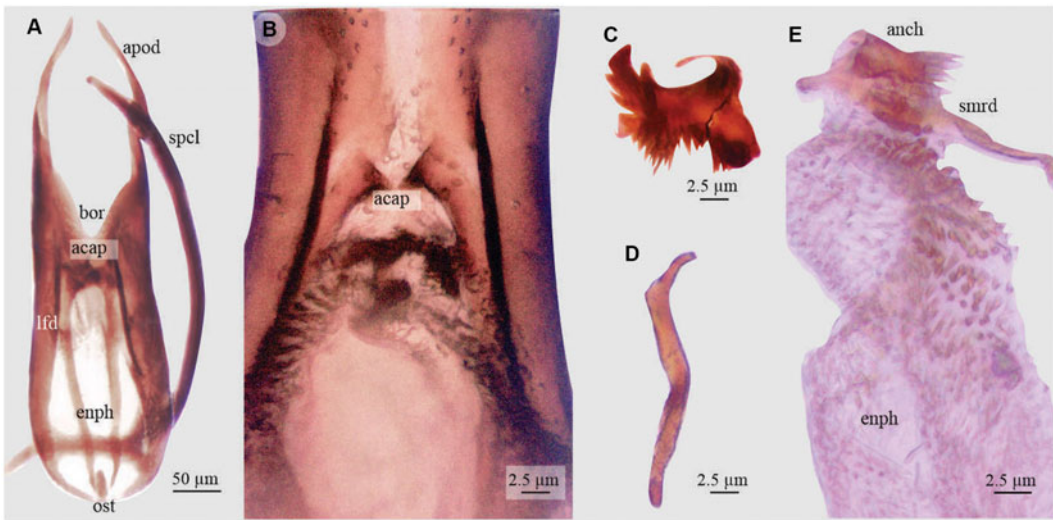 A
apod
spcl
bor
acap
lfd
enph
50 µm
ost
B
acap
2.5 µm
C
2.5 µm
D
2.5 µm
E
anch
smrd
enph
2.5 µm